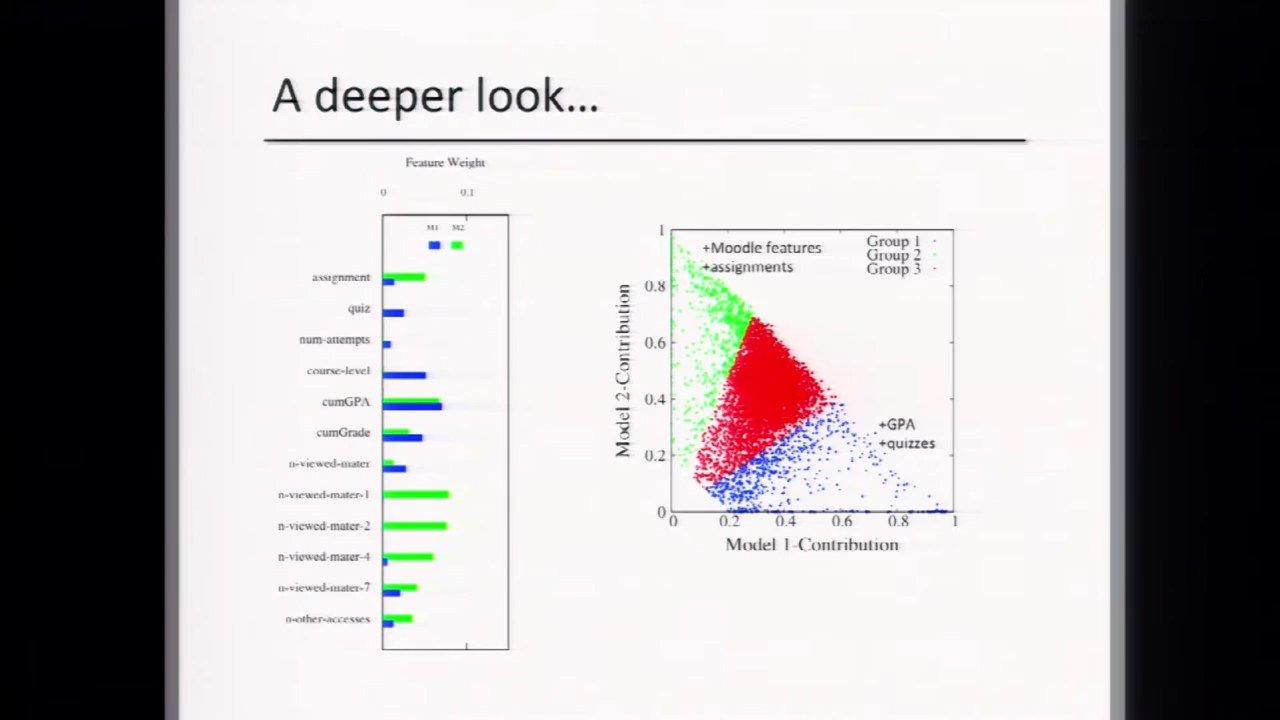 A deeper look...
Feature Weight
0 0.1
M1 M2
assignment
quiz
num-attempts
course-level
cumGPA
cumGrade
n-viewed-mater
n-viewed-mater-1
n-viewed-mater-2
n-viewed-mater-4
n-viewed-mater-7
n-other-accesses
1
0.8
0.6
0.4
0.2
0
Model 2-Contribution
+Moodle features
+assignments
Group 1
Group 2
Group 3
+GPA
+quizzes
0 0.2 0.4 0.6 0.8 1
Model 1-Contribution